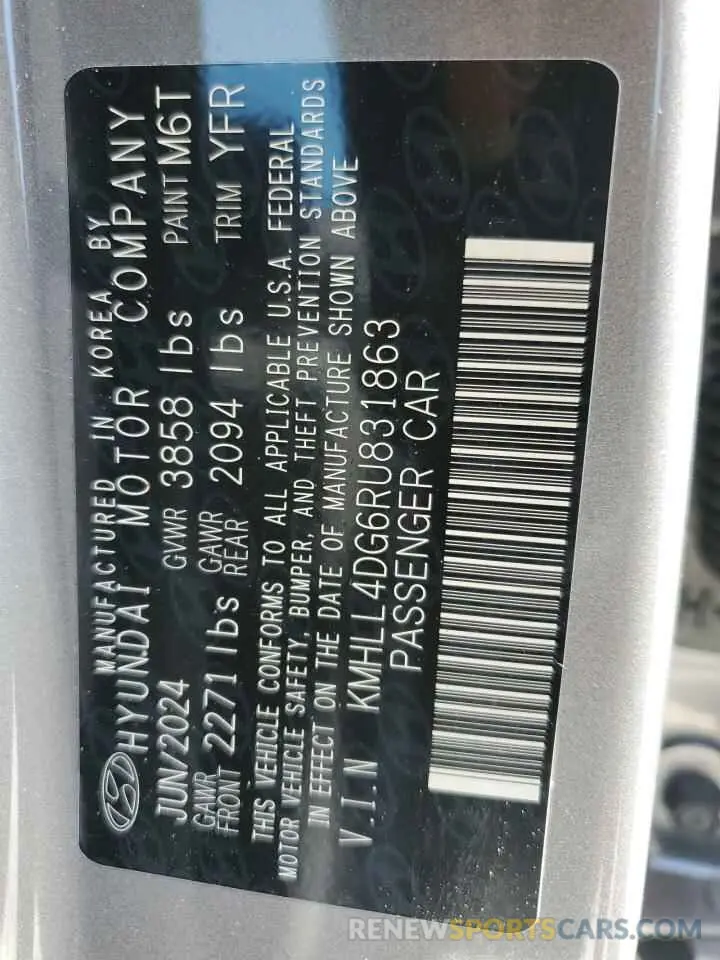 MANUFACTURED IN KOREA BY
HYUNDAI MOTOR COMPANY
JUN/2024 GVWR 3858 lbs PAINT M6T
GAWR FRONT 2271 lbs GAWR REAR 2094 lbs TRIM YFR
THIS VEHICLE CONFORMS TO ALL APPLICABLE U.S.A. FEDERAL
MOTOR VEHICLE SAFETY, BUMPER, AND THEFT PREVENTION STANDARDS
IN EFFECT ON THE DATE OF MANUFACTURE SHOWN ABOVE
V.I.N KMHLL4DG6RU831863
PASSENGER CAR
RENEWSPORTSCARS.COM